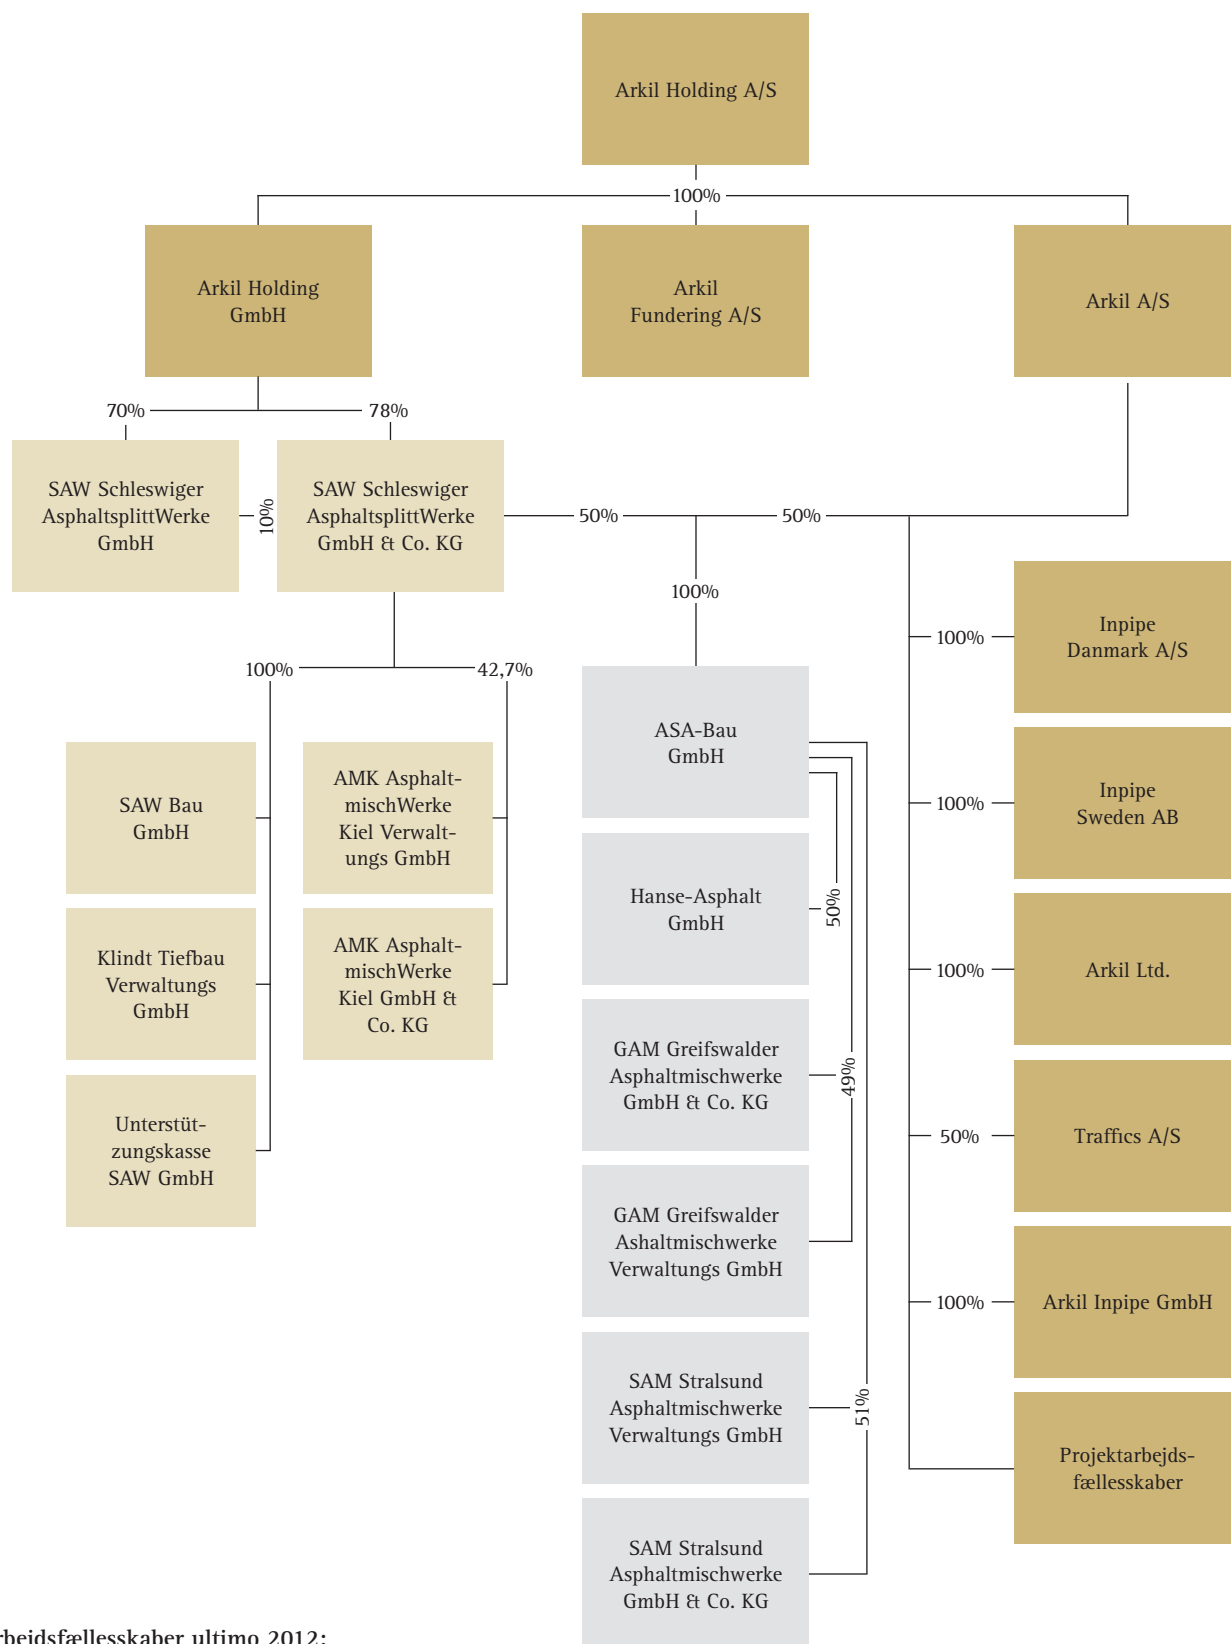 Arkil Holding A/S
100%
Arkil Holding
GmbH
Arkil
Fundering A/S
Arkil A/S
70%
78%
SAW Schleswiger
AsphaltsplittWerke
GmbH
10%
SAW Schleswiger
AsphaltsplittWerke
GmbH & Co. KG
50%
50%
100%
100%
42,7%
SAW Bau
GmbH
Klindt Tiefbau
Verwaltungs
GmbH
Unterstüt-
zungskasse
SAW GmbH
AMK Asphalt-
mischWerke
Kiel Verwalt-
ungs GmbH
AMK Asphalt-
mischWerke
Kiel GmbH &
Co. KG
ASA-Bau
GmbH
Hanse-Asphalt
GmbH
50%
GAM Greifswalder
Asphaltmischwerke
GmbH & Co. KG
49%
GAM Greifswalder
Ashaltmischwerke
Verwaltungs GmbH
SAM Stralsund
Asphaltmischwerke
Verwaltungs GmbH
51%
SAM Stralsund
Asphaltmischwerke
GmbH & Co. KG
100%
Inpipe
Danmark A/S
100%
Inpipe
Sweden AB
100%
Arkil Ltd.
50%
Traffics A/S
100%
Arkil Inpipe GmbH
Projektarbejds-
fællesskaber
rbejdsfællesskaber ultimo 2012: